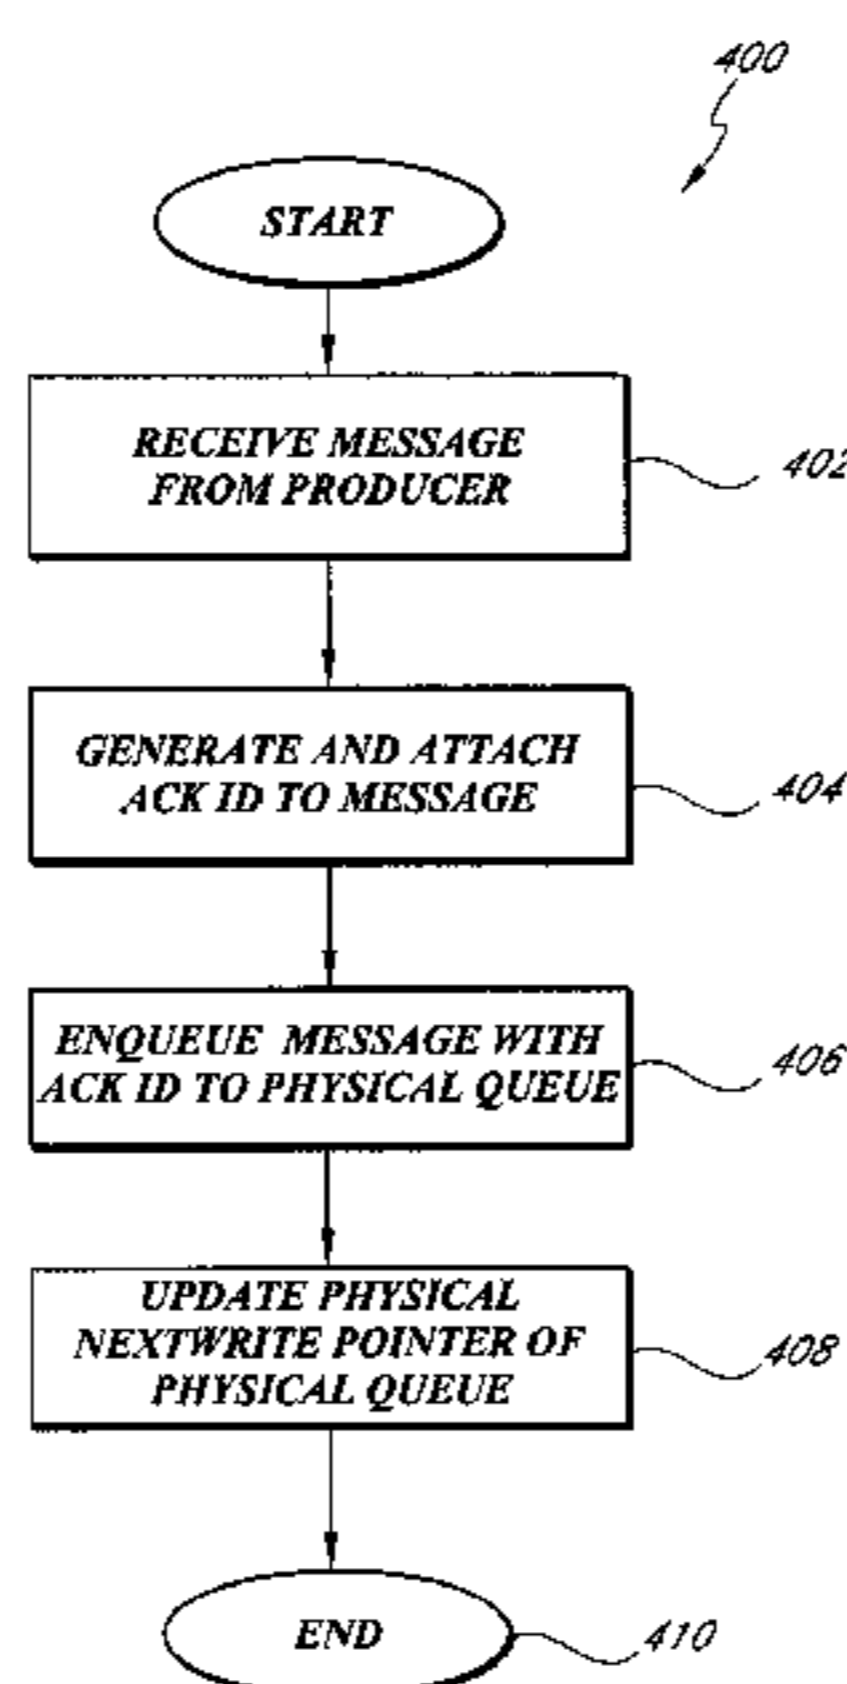 400
START
RECEIVE MESSAGE
FROM PRODUCER
402
GENERATE AND ATTACH
ACK ID TO MESSAGE
404
ENQUEUE MESSAGE WITH
ACK ID TO PHYSICAL QUEUE
406
UPDATE PHYSICAL
NEXTWRITE POINTER OF
PHYSICAL QUEUE
408
END
410